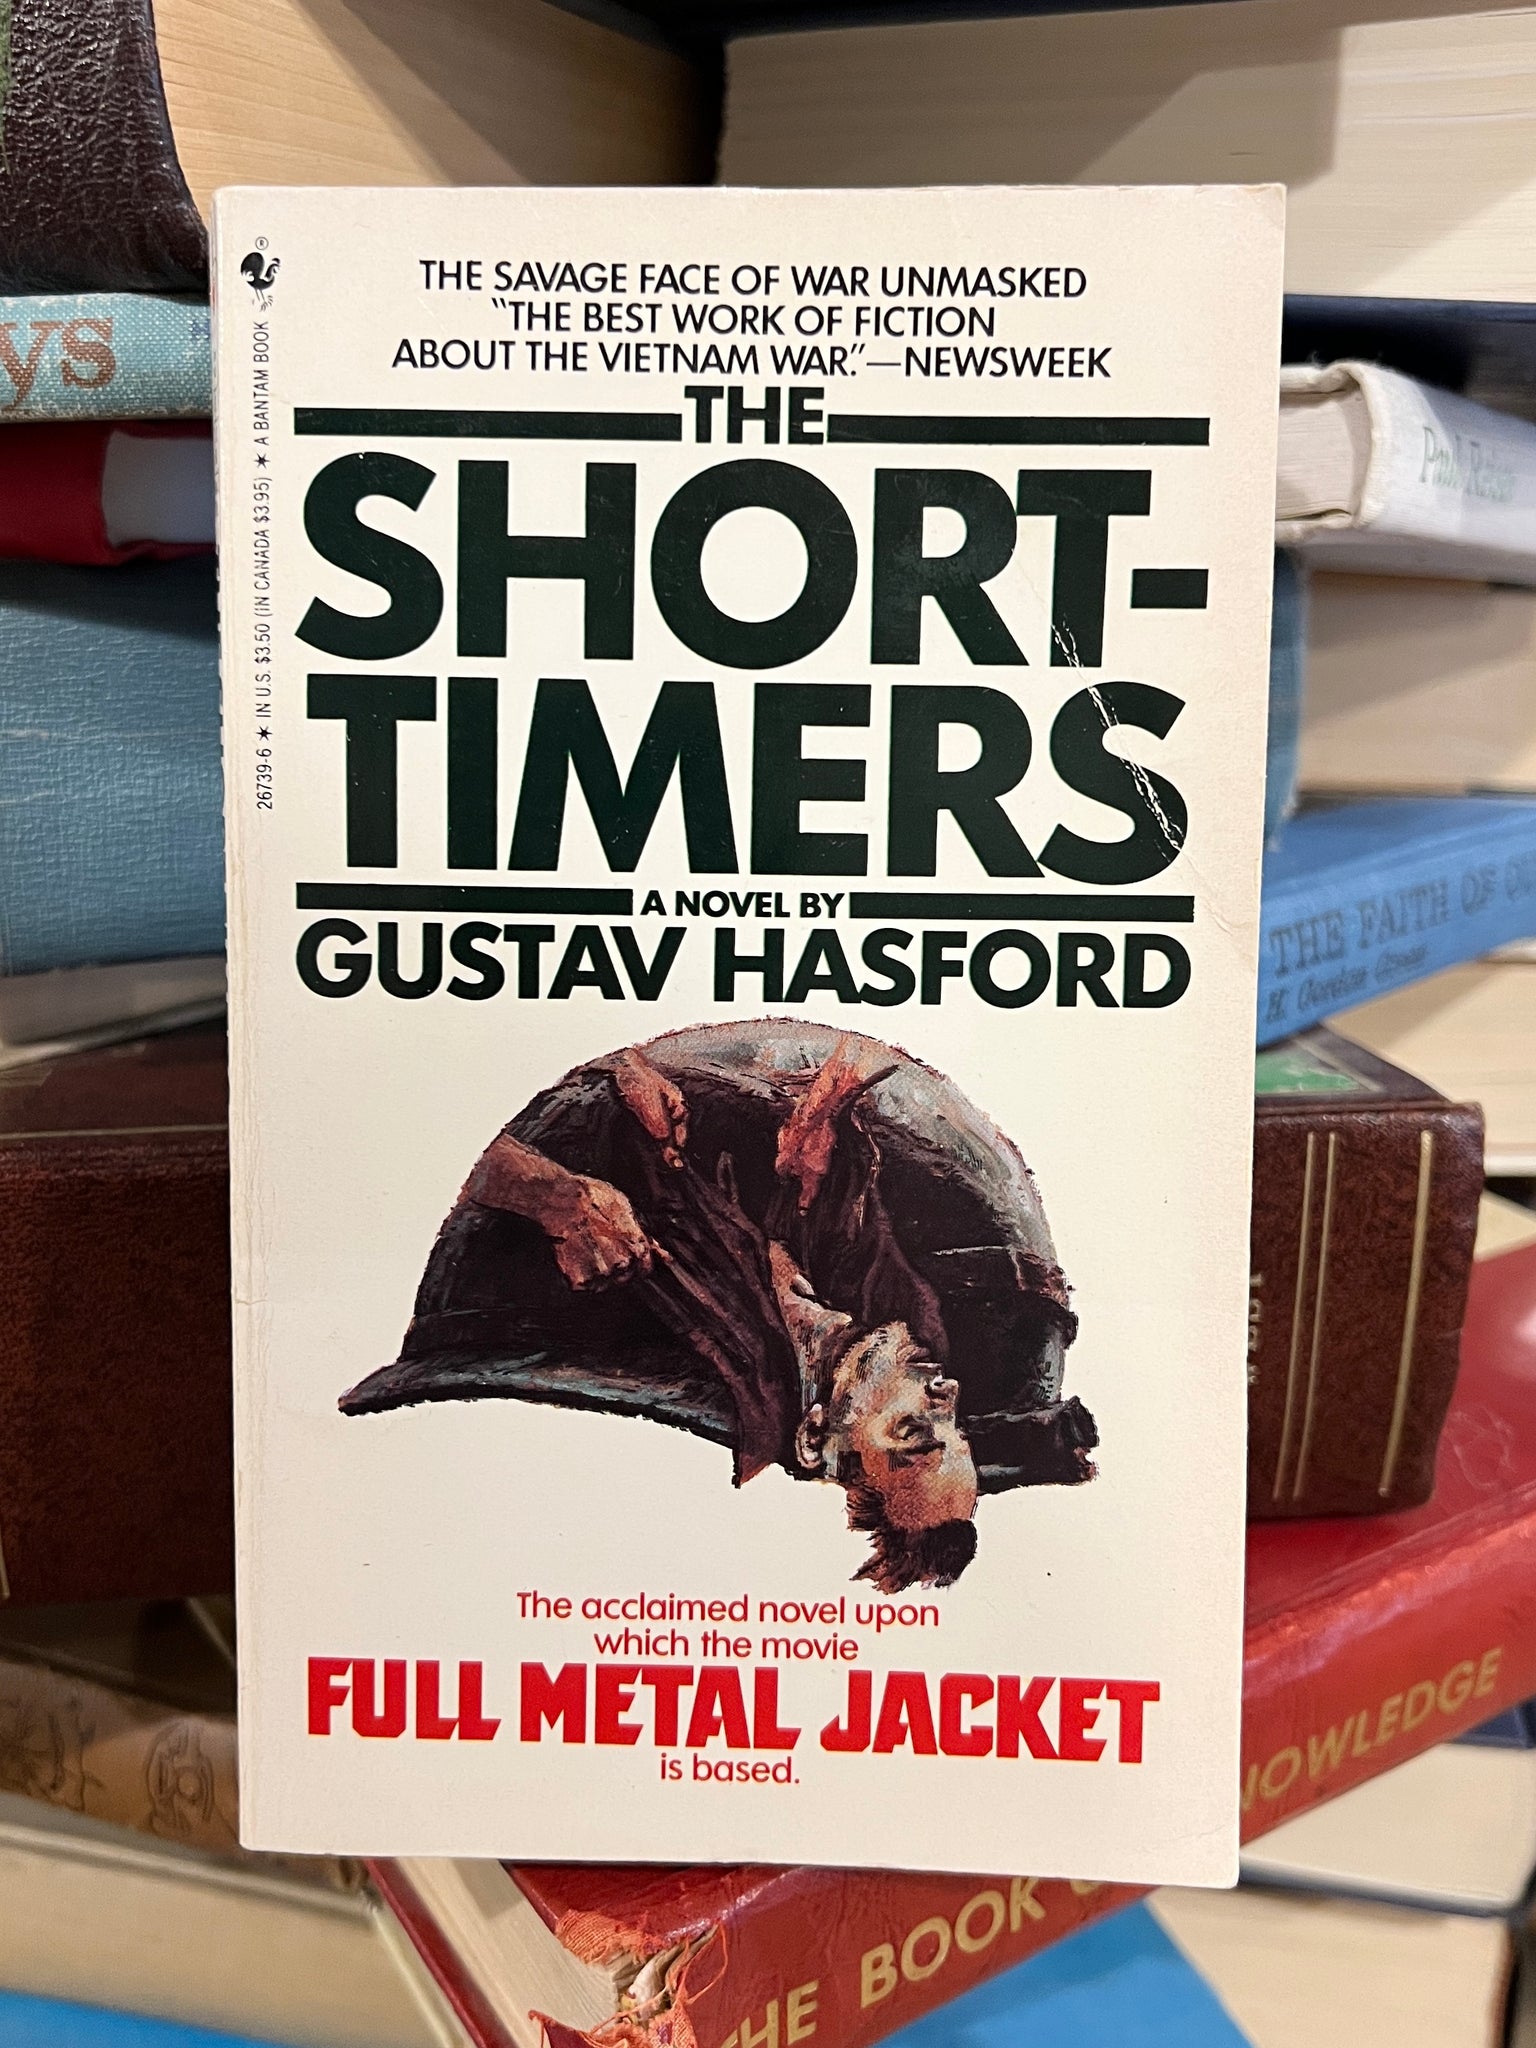 THE SAVAGE FACE OF WAR UNMASKED
"THE BEST WORK OF FICTION
ABOUT THE VIETNAM WAR."—NEWSWEEK
THE
SHORT-
TIMERS
A NOVEL BY
GUSTAV HASFORD
The acclaimed novel upon
which the movie
FULL METAL JACKET
is based.
26739-6 ★ IN U.S. $3.50 (IN CANADA $3.95) ★ A BANTAM BOOK
®
ys
THE FAITH OF
H. Gordon
THE BOOK
NOWLEDGE